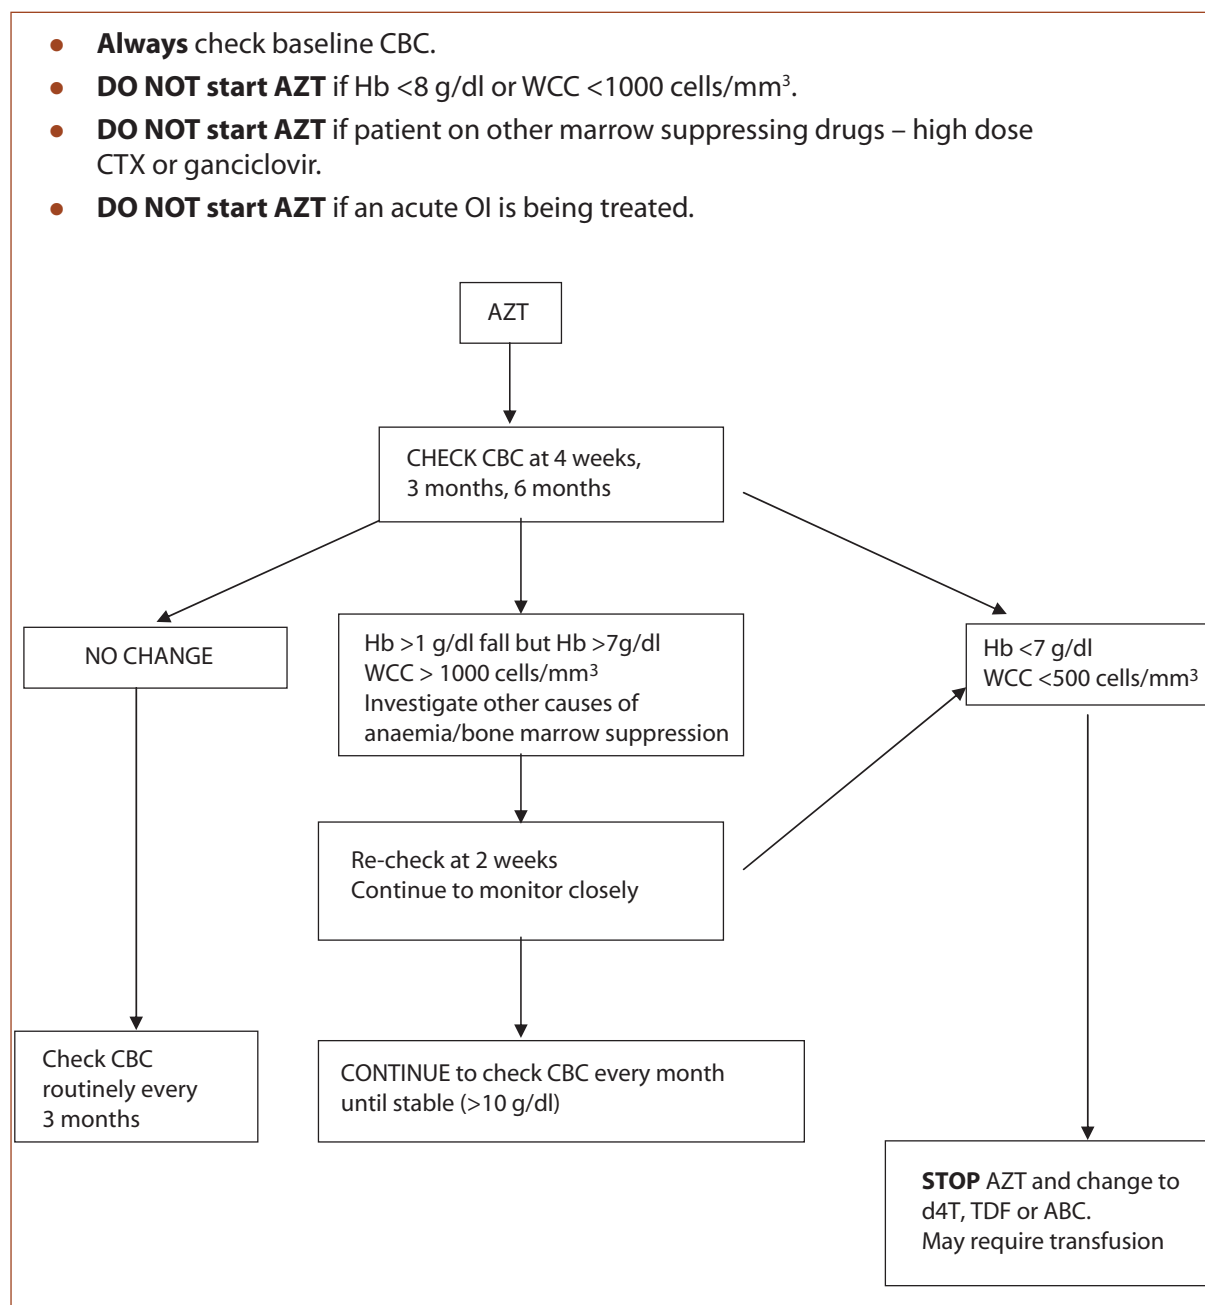 • Always check baseline CBC.
• DO NOT start AZT if Hb <8 g/dl or WCC <1000 cells/mm³.
• DO NOT start AZT if patient on other marrow suppressing drugs – high dose
CTX or ganciclovir.
• DO NOT start AZT if an acute OI is being treated.
AZT
CHECK CBC at 4 weeks,
3 months, 6 months
NO CHANGE
Hb >1 g/dl fall but Hb >7g/dl
WCC > 1000 cells/mm³
Investigate other causes of
anaemia/bone marrow suppression
Hb <7 g/dl
WCC <500 cells/mm³
Re-check at 2 weeks
Continue to monitor closely
Check CBC
routinely every
3 months
CONTINUE to check CBC every month
until stable (>10 g/dl)
STOP AZT and change to
d4T, TDF or ABC.
May require transfusion